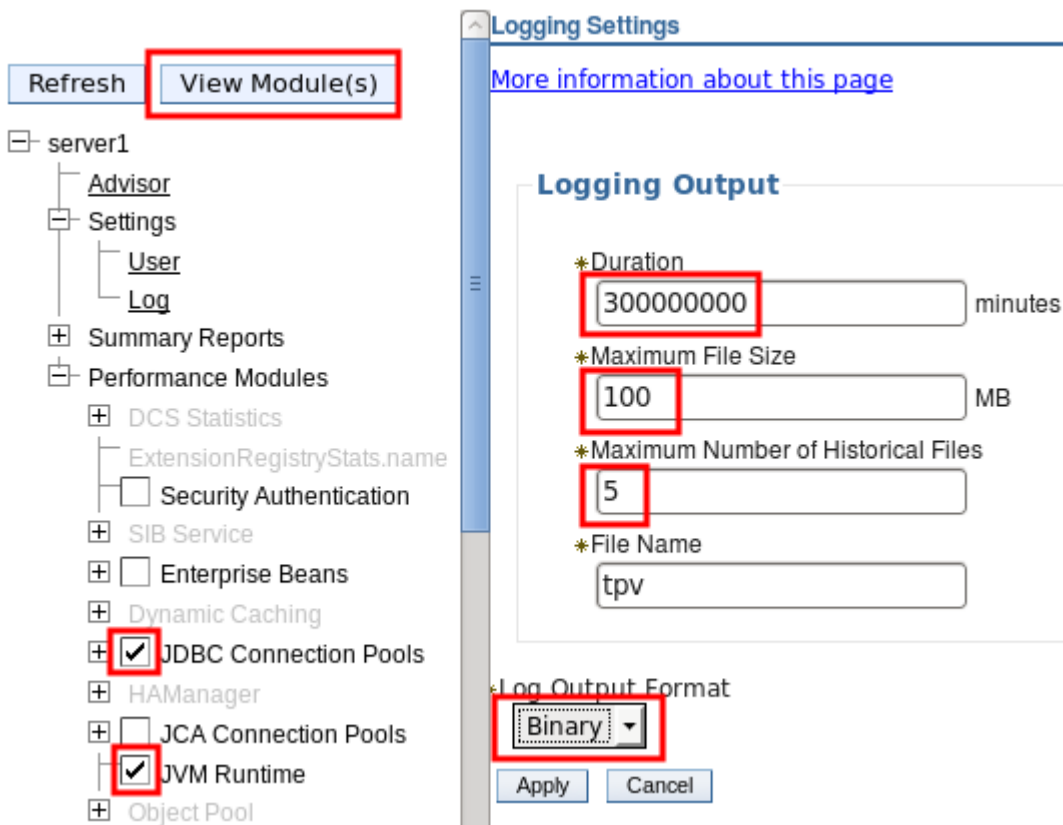 Refresh
View Module(s)
server1
Advisor
Settings
User
Log
Summary Reports
Performance Modules
DCS Statistics
ExtensionRegistryStats.name
Security Authentication
SIB Service
Enterprise Beans
Dynamic Caching
JDBC Connection Pools
HAManager
JCA Connection Pools
JVM Runtime
Object Pool
Logging Settings
More information about this page
Logging Output
*Duration
300000000 minutes
*Maximum File Size
100 MB
*Maximum Number of Historical Files
5
*File Name
tpv
*Log Output Format
Binary
Apply Cancel